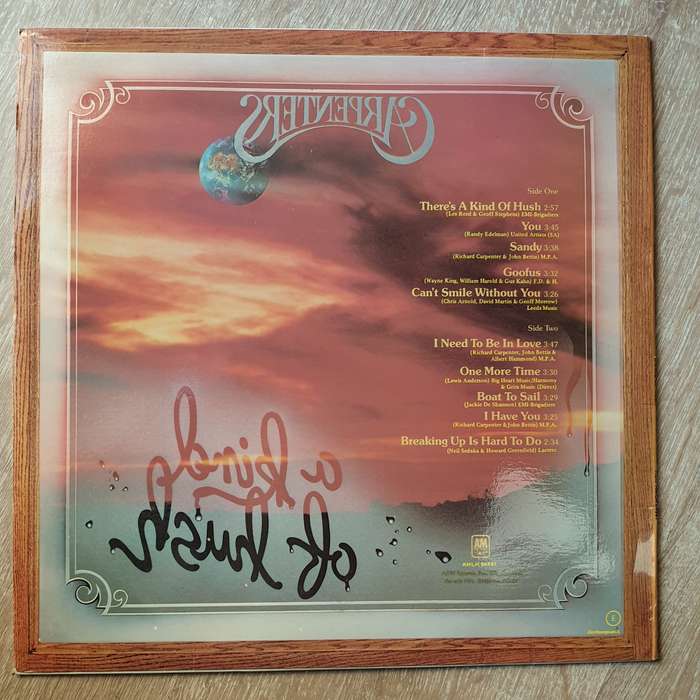 CARPENTERS
Side One
There's A Kind Of Hush 2:57
(Les Reed & Geoff Stephens) EMI-Brigadiers
You 3:45
(Randy Edelman) United Artists (SA)
Sandy 3:38
(Richard Carpenter & John Bettis) M.P.A.
Goofus 3:32
(Wayne King, William Harold & Gus Kahn) F.D. & H.
Can't Smile Without You 3:26
(Chris Arnold, David Martin & Geoff Morrow)
Leeds Music
Side Two
I Need To Be In Love 3:47
(Richard Carpenter, John Bettis &
Albert Hammond) M.P.A.
One More Time 3:30
(Lewis Anderson) Big Heart Music/Harmony
& Grits Music (Direct)
Boat To Sail 3:29
(Jackie De Shannon) EMI-Brigadiers
I Have You 3:25
(Richard Carpenter & John Bettis) M.P.A.
Breaking Up Is Hard To Do 2:34
(Neil Sedaka & Howard Greenfield) Laetrec
a kind
of hush
A&M
E